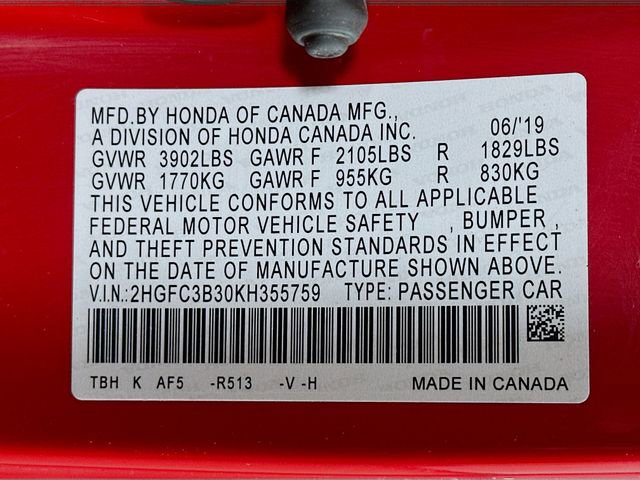 MFD.BY HONDA OF CANADA MFG.,
A DIVISION OF HONDA CANADA INC. 06/'19
GVWR 3902LBS GAWR F 2105LBS R 1829LBS
GVWR 1770KG GAWR F 955KG R 830KG
THIS VEHICLE CONFORMS TO ALL APPLICABLE
FEDERAL MOTOR VEHICLE SAFETY , BUMPER ,
AND THEFT PREVENTION STANDARDS IN EFFECT
ON THE DATE OF MANUFACTURE SHOWN ABOVE.
V.I.N.:2HGFC3B30KH355759 TYPE: PASSENGER CAR
TBH K AF5 -R513 -V -H MADE IN CANADA